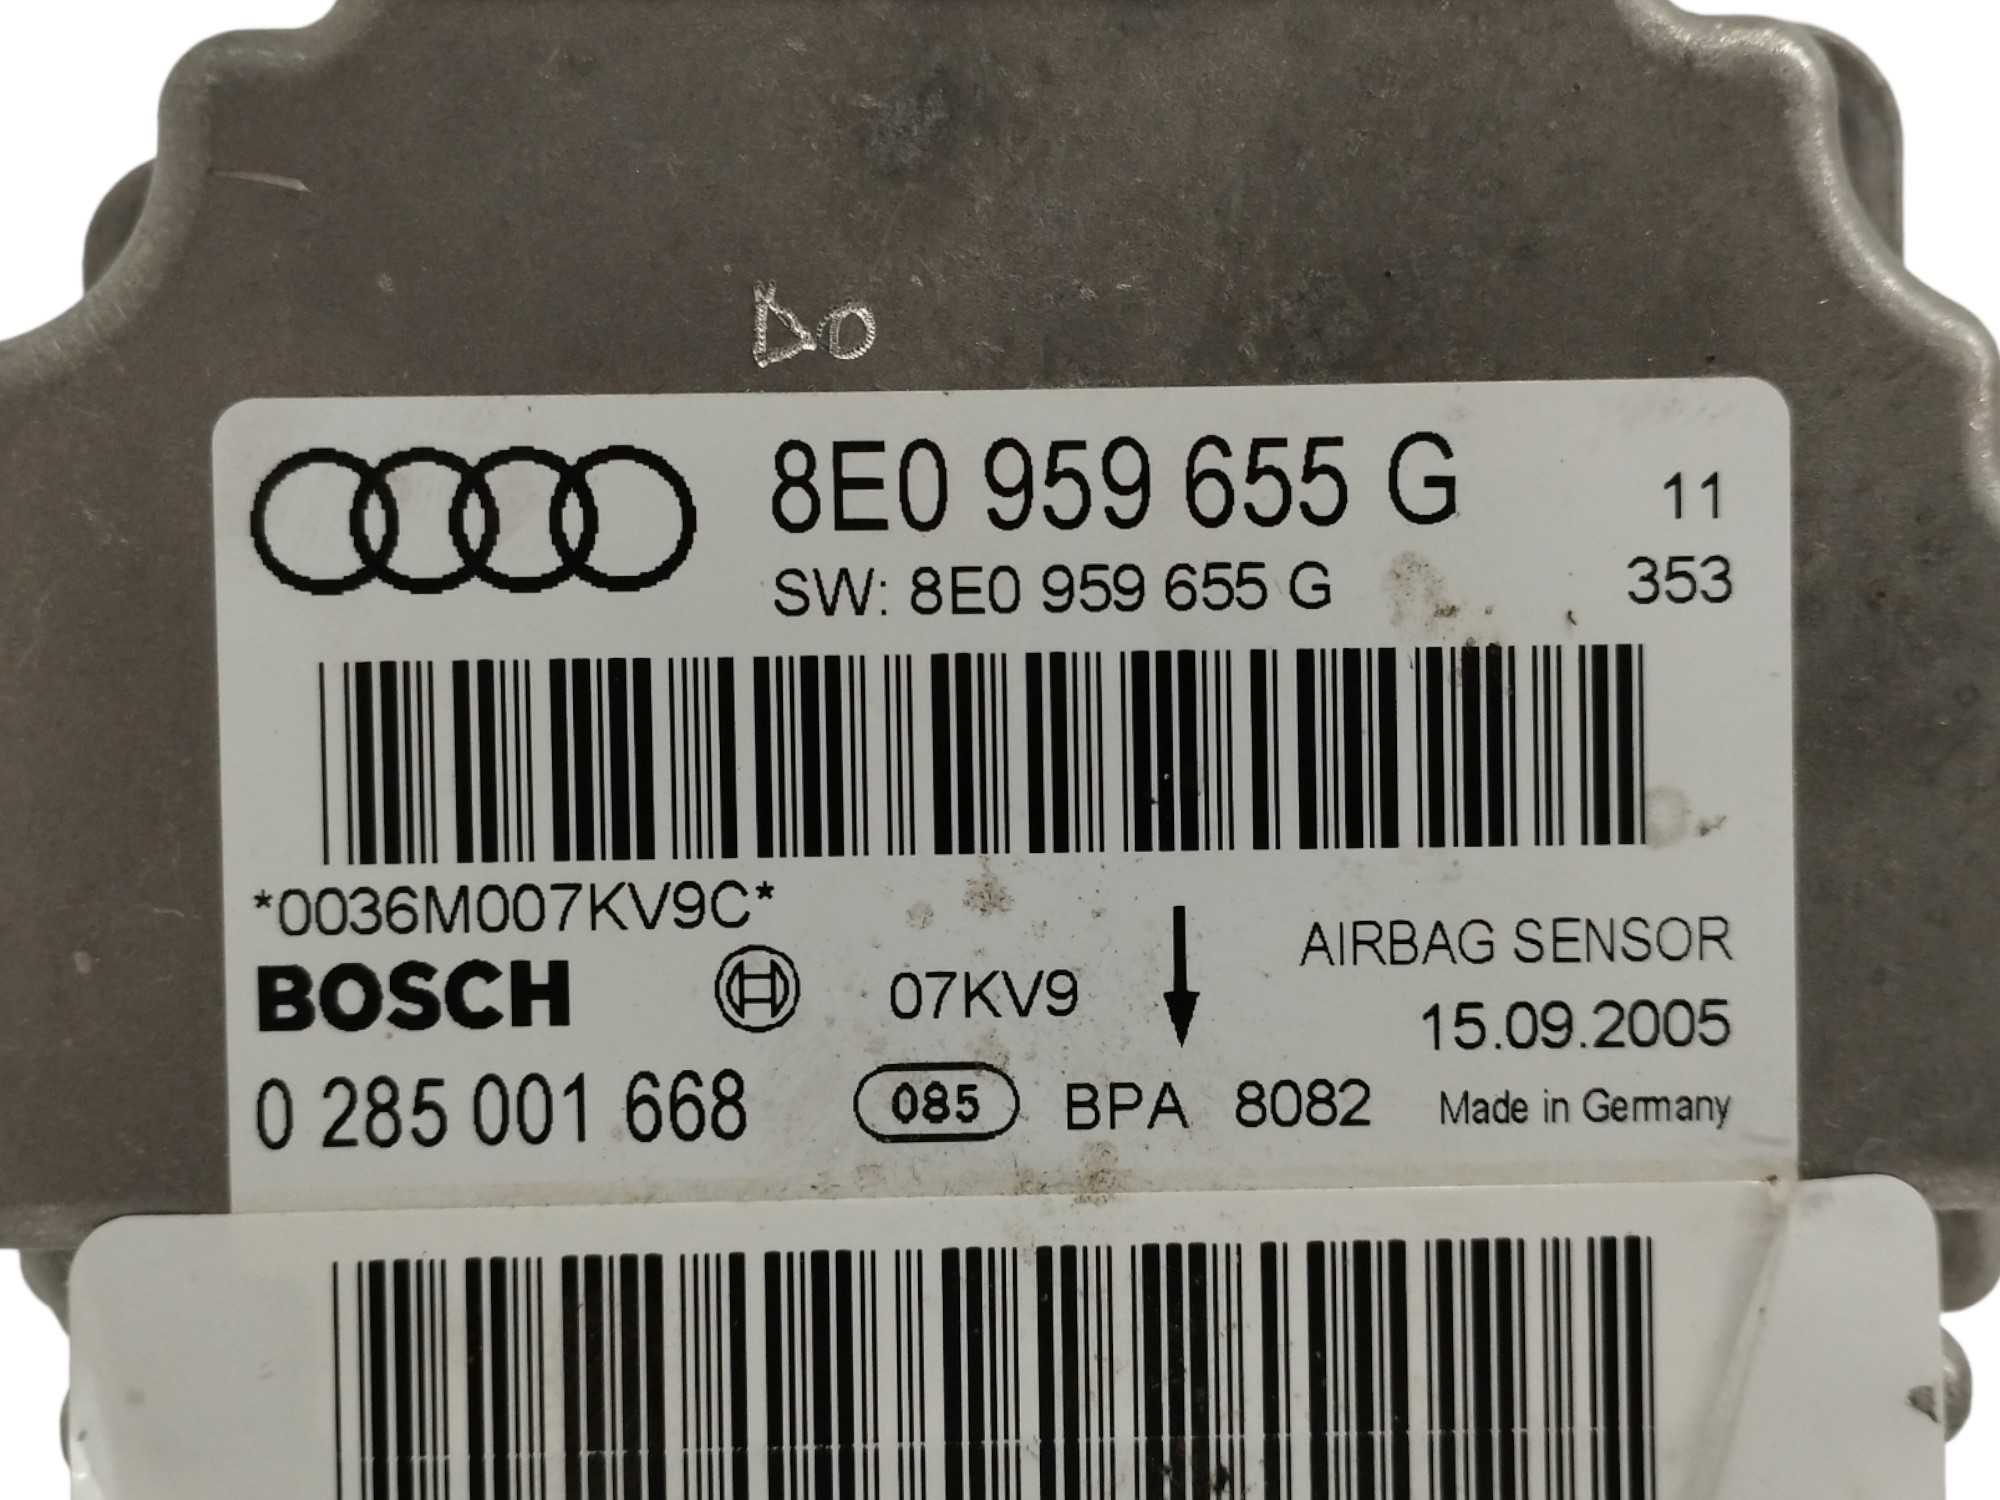 DO
8E0 959 655 G 11
SW: 8E0 959 655 G 353
*0036M007KV9C*
AIRBAG SENSOR
BOSCH 07KV9 15.09.2005
0 285 001 668 085 BPA 8082 Made in Germany